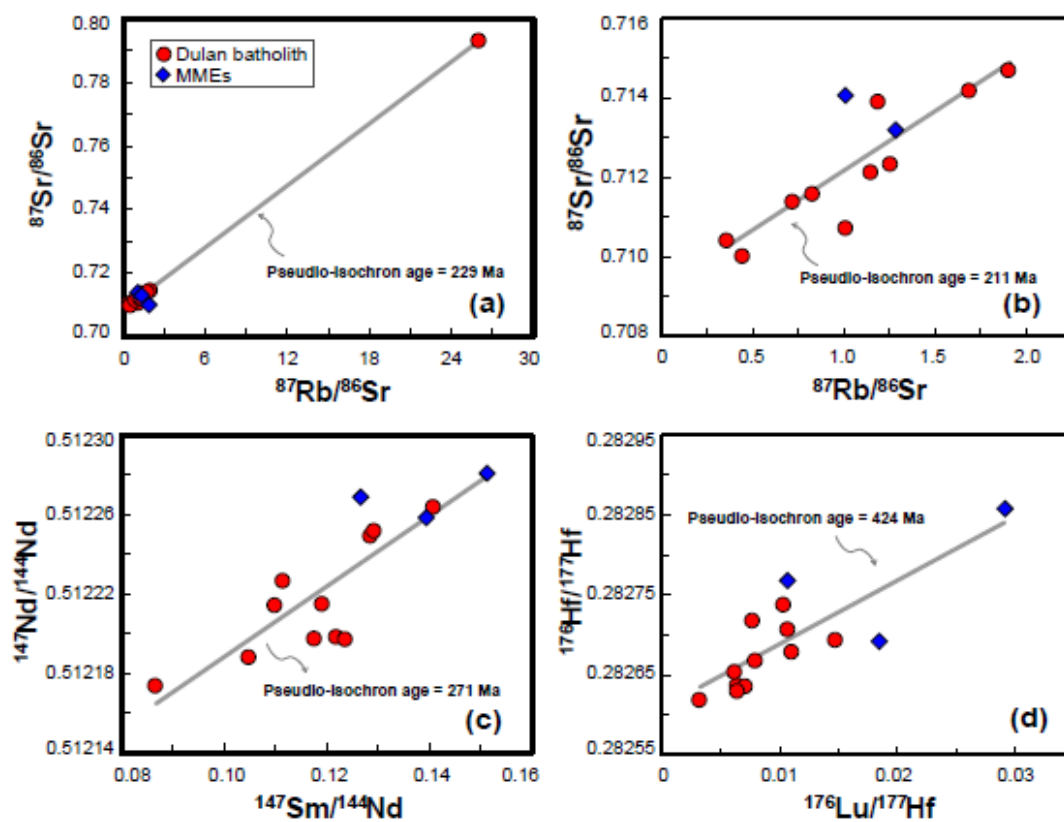 0.80
0.78
0.76
0.74
0.72
0.70
⁸⁷Sr/⁸⁶Sr
Dulan batholith
MMEs
Pseudio-isochron age = 229 Ma
(a)
0 6 12 18 24 30
⁸⁷Rb/⁸⁶Sr
0.716
0.714
0.712
0.710
0.708
⁸⁷Sr/⁸⁶Sr
Pseudio-isochron age = 211 Ma
(b)
0 0.5 1.0 1.5 2.0
⁸⁷Rb/⁸⁶Sr
0.51230
0.51226
0.51222
0.51218
0.51214
¹⁴⁷Nd/¹⁴⁴Nd
Pseudio-isochron age = 271 Ma
(c)
0.08 0.10 0.12 0.14 0.16
¹⁴⁷Sm/¹⁴⁴Nd
0.28295
0.28285
0.28275
0.28265
0.28255
¹⁷⁶Hf/¹⁷⁷Hf
Pseudio-isochron age = 424 Ma
(d)
0 0.01 0.02 0.03
¹⁷⁶Lu/¹⁷⁷Hf